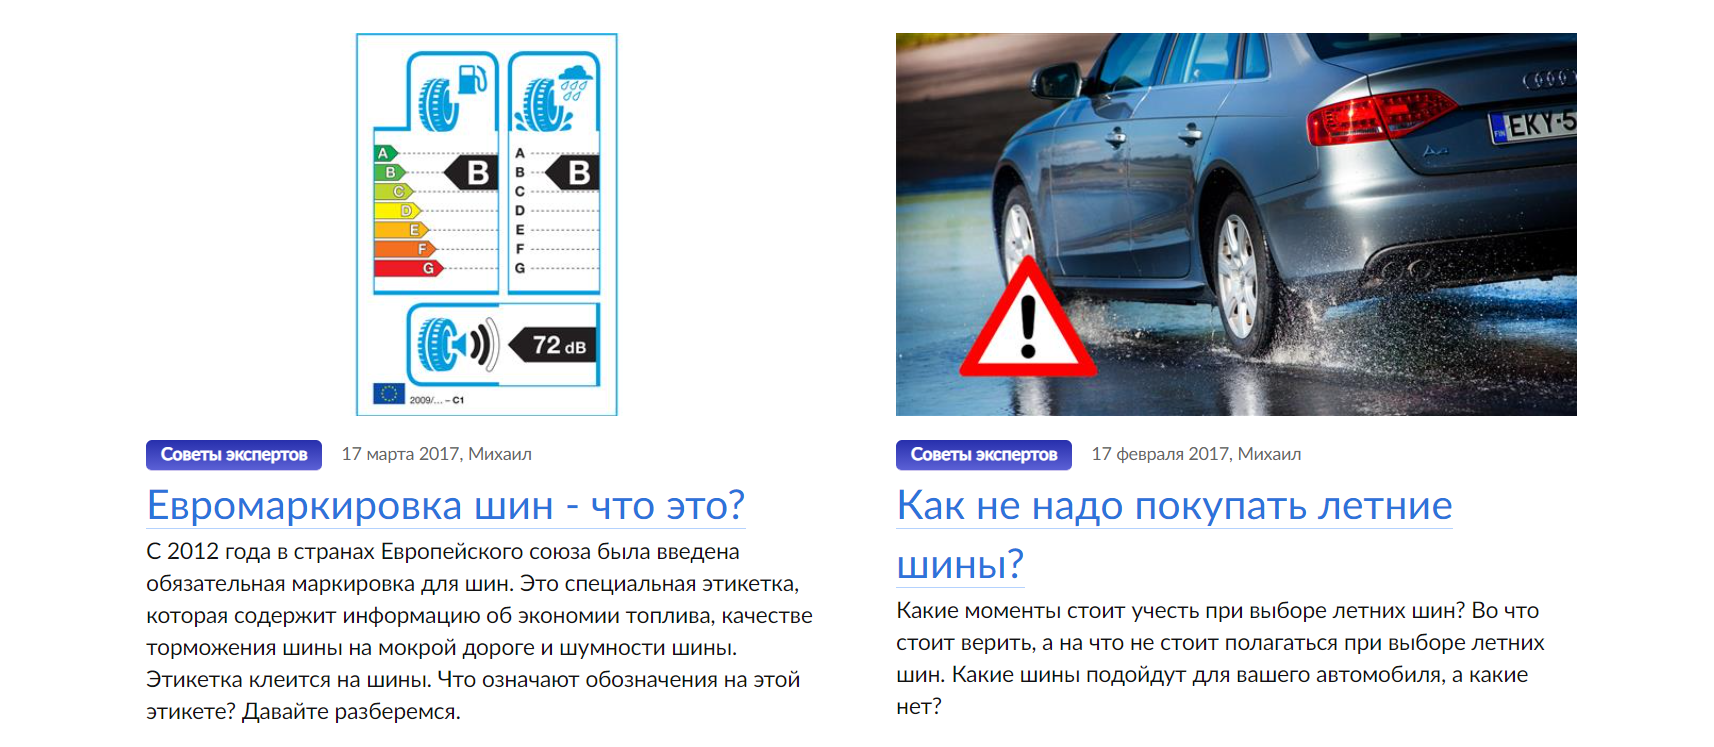 A
B
C
D
E
F
G
B
A
B
C
D
E
F
G
B
72 dB
2009/... – C1
Советы экспертов 17 марта 2017, Михаил
Евромаркировка шин - что это?
С 2012 года в странах Европейского союза была введена
обязательная маркировка для шин. Это специальная этикетка,
которая содержит информацию об экономии топлива, качестве
торможения шины на мокрой дороге и шумности шины.
Этикетка клеится на шины. Что означают обозначения на этой
этикете? Давайте разберемся.
FIN EKY-5
A4
Советы экспертов 17 февраля 2017, Михаил
Как не надо покупать летние
шины?
Какие моменты стоит учесть при выборе летних шин? Во что
стоит верить, а на что не стоит полагаться при выборе летних
шин. Какие шины подойдут для вашего автомобиля, а какие
нет?